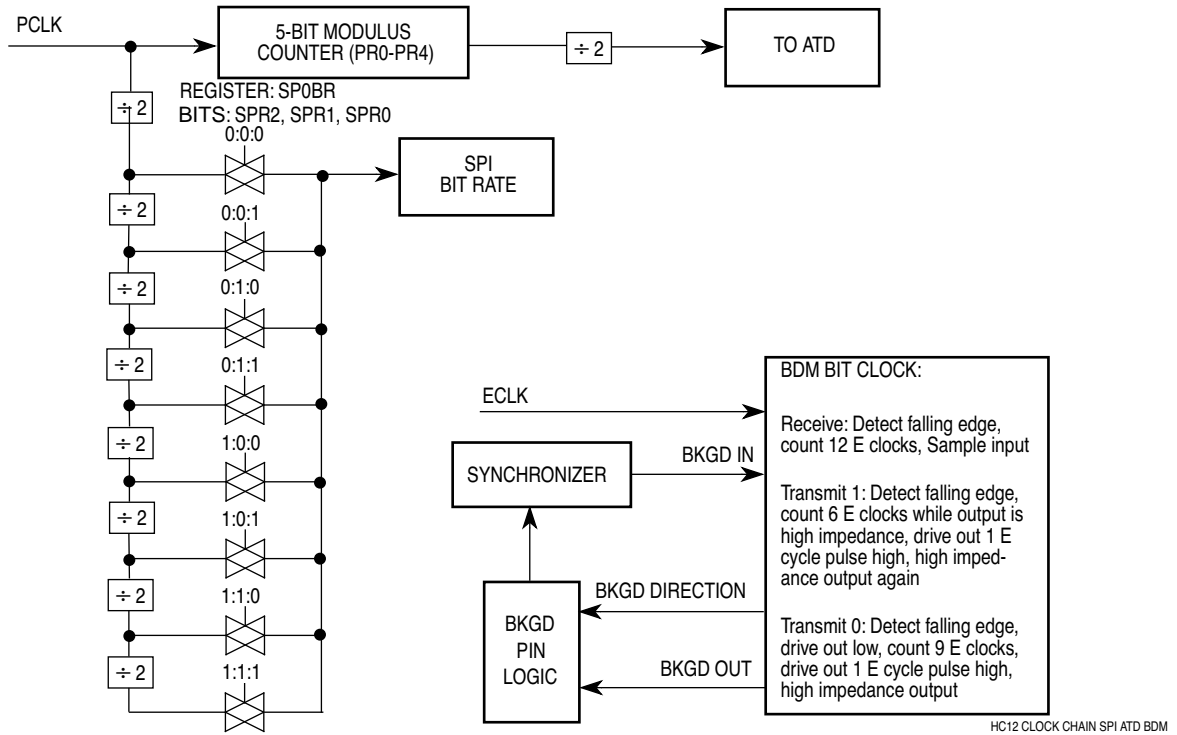 PCLK
5-BIT MODULUS
COUNTER (PR0-PR4)
÷ 2
TO ATD
÷ 2
REGISTER: SP0BR
BITS: SPR2, SPR1, SPR0
0:0:0
SPI
BIT RATE
÷ 2
0:0:1
÷ 2
0:1:0
÷ 2
0:1:1
÷ 2
1:0:0
÷ 2
1:0:1
÷ 2
1:1:0
÷ 2
1:1:1
ECLK
SYNCHRONIZER
BKGD IN
BKGD
PIN
LOGIC
BKGD DIRECTION
BKGD OUT
BDM BIT CLOCK:
Receive: Detect falling edge,
count 12 E clocks, Sample input
Transmit 1: Detect falling edge,
count 6 E clocks while output is
high impedance, drive out 1 E
cycle pulse high, high imped-
ance output again
Transmit 0: Detect falling edge,
drive out low, count 9 E clocks,
drive out 1 E cycle pulse high,
high impedance output
HC12 CLOCK CHAIN SPI ATD BDM